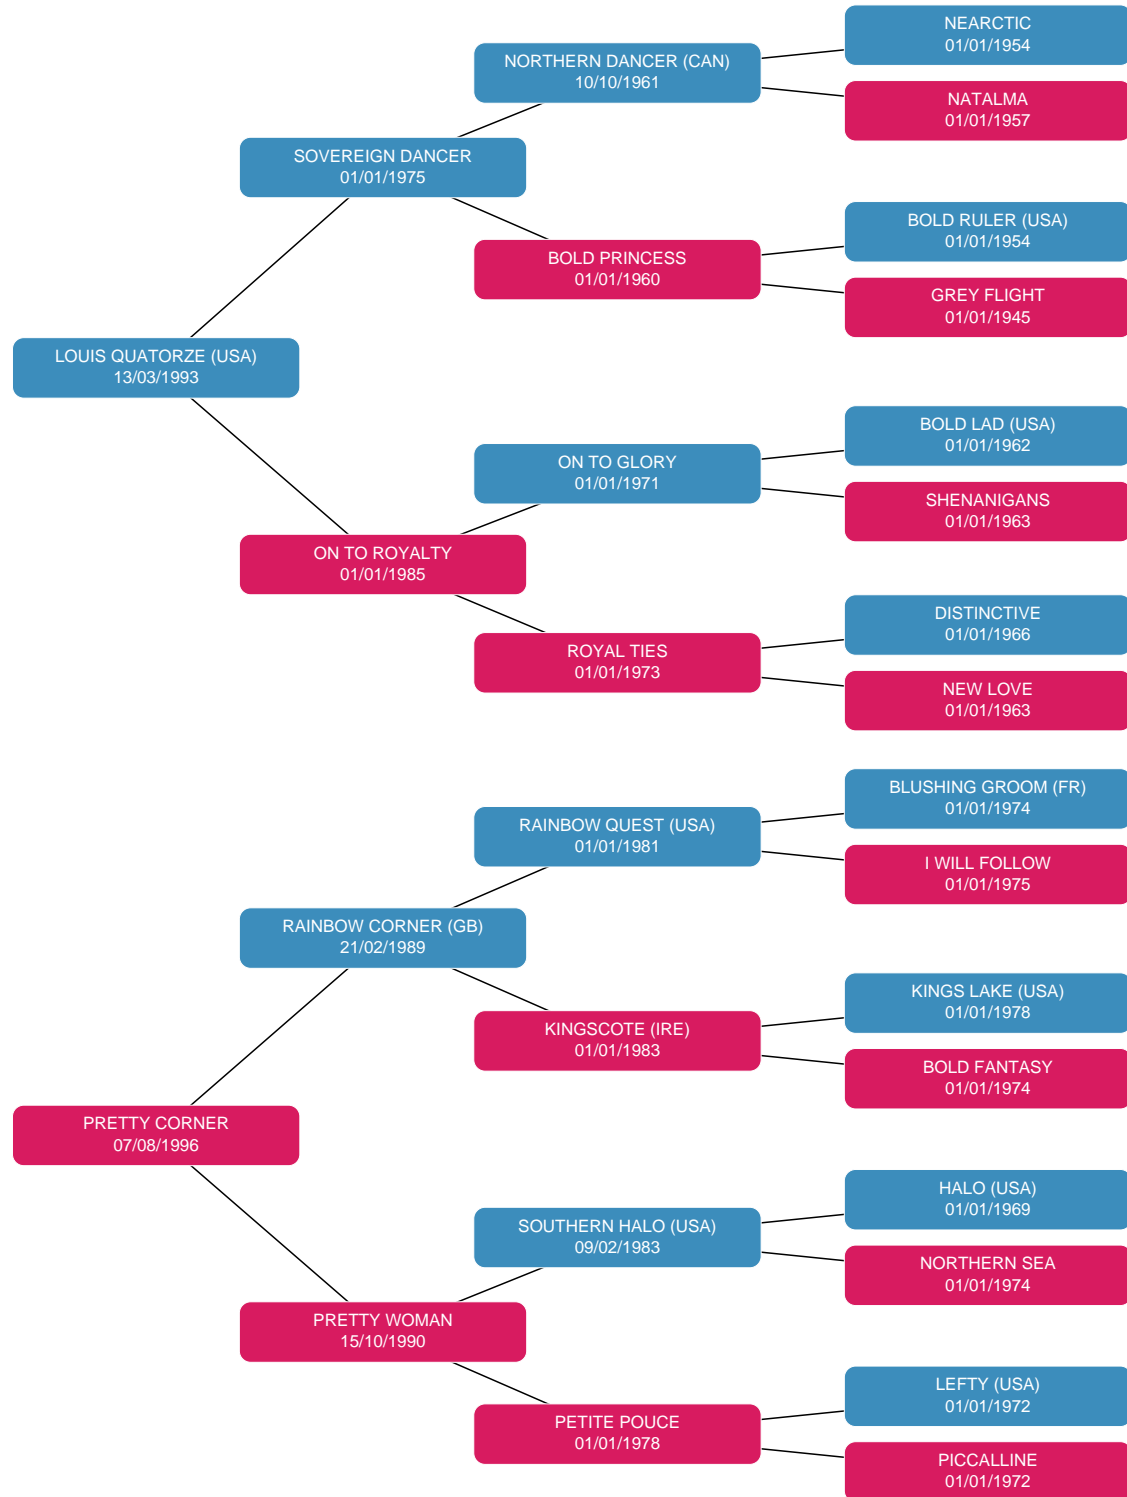 NEARCTIC
01/01/1954
NORTHERN DANCER (CAN)
10/10/1961
NATALMA
01/01/1957
SOVEREIGN DANCER
01/01/1975
BOLD RULER (USA)
01/01/1954
BOLD PRINCESS
01/01/1960
GREY FLIGHT
01/01/1945
LOUIS QUATORZE (USA)
13/03/1993
BOLD LAD (USA)
01/01/1962
ON TO GLORY
01/01/1971
SHENANIGANS
01/01/1963
ON TO ROYALTY
01/01/1985
DISTINCTIVE
01/01/1966
ROYAL TIES
01/01/1973
NEW LOVE
01/01/1963
BLUSHING GROOM (FR)
01/01/1974
RAINBOW QUEST (USA)
01/01/1981
I WILL FOLLOW
01/01/1975
RAINBOW CORNER (GB)
21/02/1989
KINGS LAKE (USA)
01/01/1978
KINGSCOTE (IRE)
01/01/1983
BOLD FANTASY
01/01/1974
PRETTY CORNER
07/08/1996
HALO (USA)
01/01/1969
SOUTHERN HALO (USA)
09/02/1983
NORTHERN SEA
01/01/1974
PRETTY WOMAN
15/10/1990
LEFTY (USA)
01/01/1972
PETITE POUCE
01/01/1978
PICCALLINE
01/01/1972